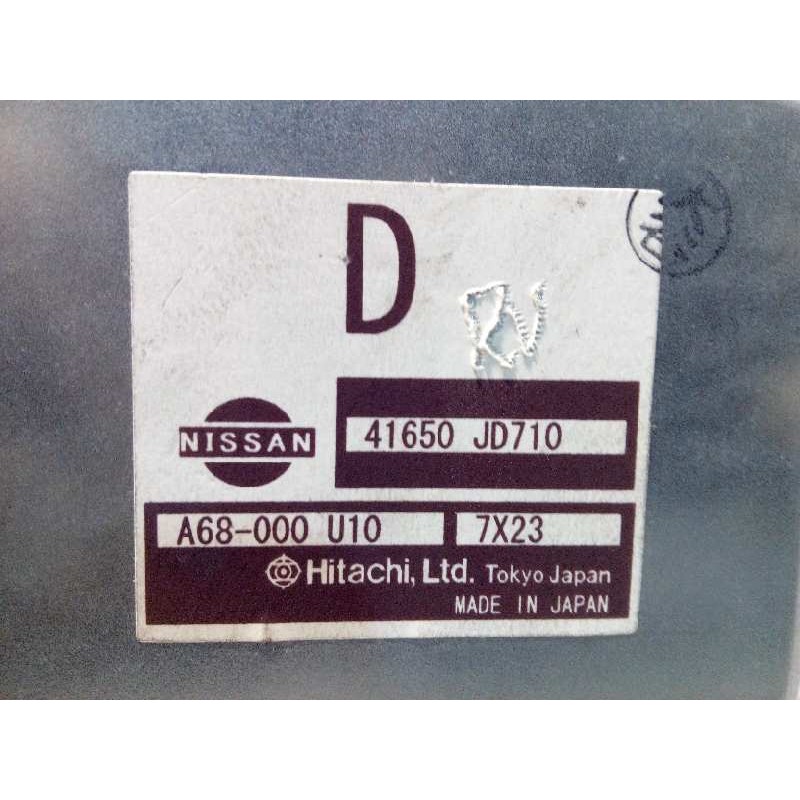 D
NISSAN
41650 JD710
A68-000 U10
7X23
Hitachi, Ltd. Tokyo Japan
MADE IN JAPAN